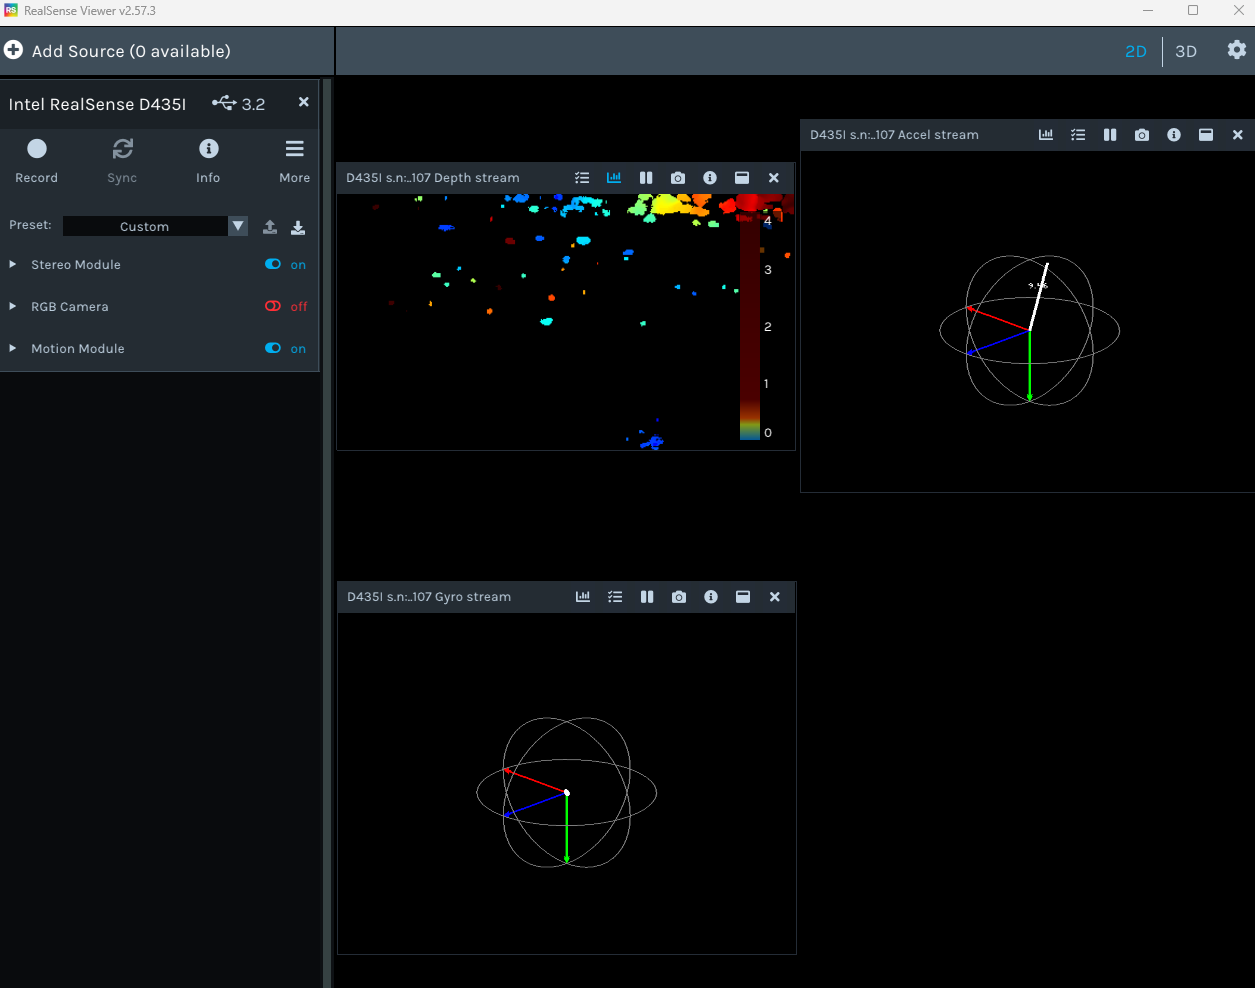 RS RealSense Viewer v2.57.3
Add Source (0 available)
2D 3D
Intel RealSense D435I 3.2
Record Sync Info More
Preset: Custom
Stereo Module on
RGB Camera off
Motion Module on
D435I s.n:..107 Depth stream
4
3
2
1
0
D435I s.n:..107 Accel stream
D435I s.n:..107 Gyro stream